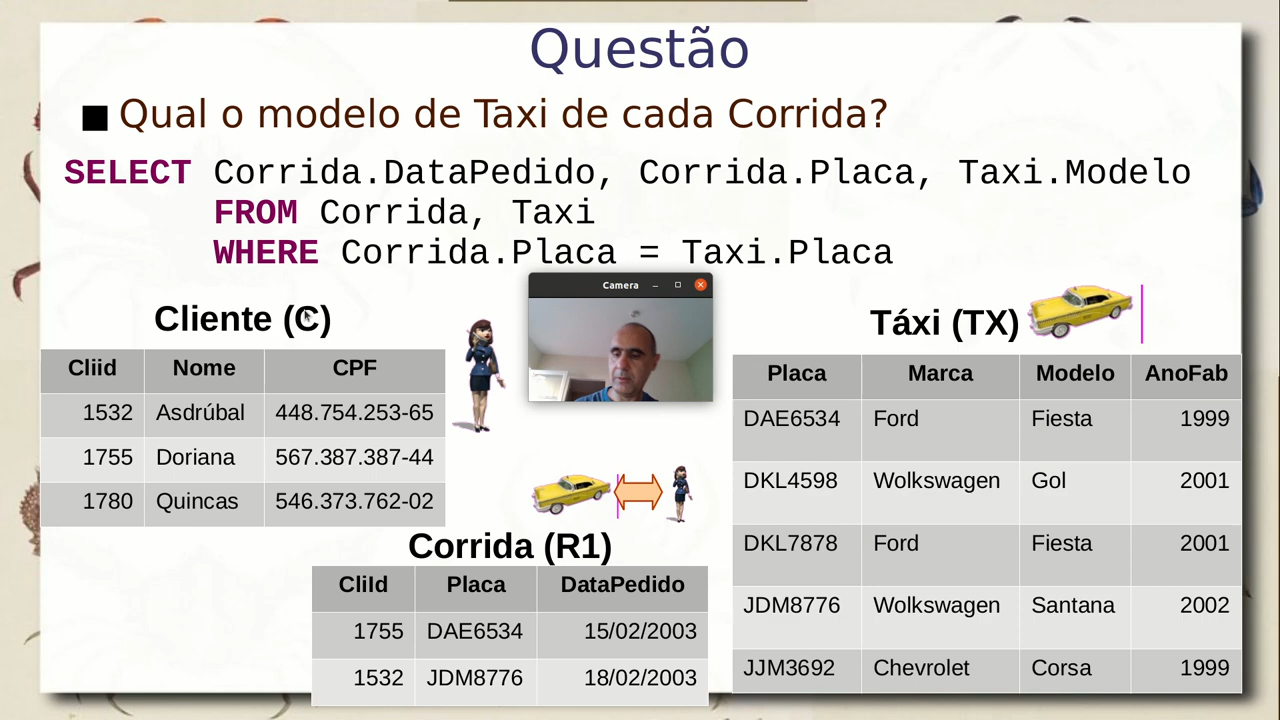 Questão
Qual o modelo de Taxi de cada Corrida?
SELECT Corrida.DataPedido, Corrida.Placa, Taxi.Modelo
FROM Corrida, Taxi
WHERE Corrida.Placa = Taxi.Placa
Camera
Cliente (C)
Cliid Nome CPF
1532 Asdrúbal 448.754.253-65
1755 Doriana 567.387.387-44
1780 Quincas 546.373.762-02
Corrida (R1)
CliId Placa DataPedido
1755 DAE6534 15/02/2003
1532 JDM8776 18/02/2003
Táxi (TX)
Placa Marca Modelo AnoFab
DAE6534 Ford Fiesta 1999
DKL4598 Wolkswagen Gol 2001
DKL7878 Ford Fiesta 2001
JDM8776 Wolkswagen Santana 2002
JJM3692 Chevrolet Corsa 1999